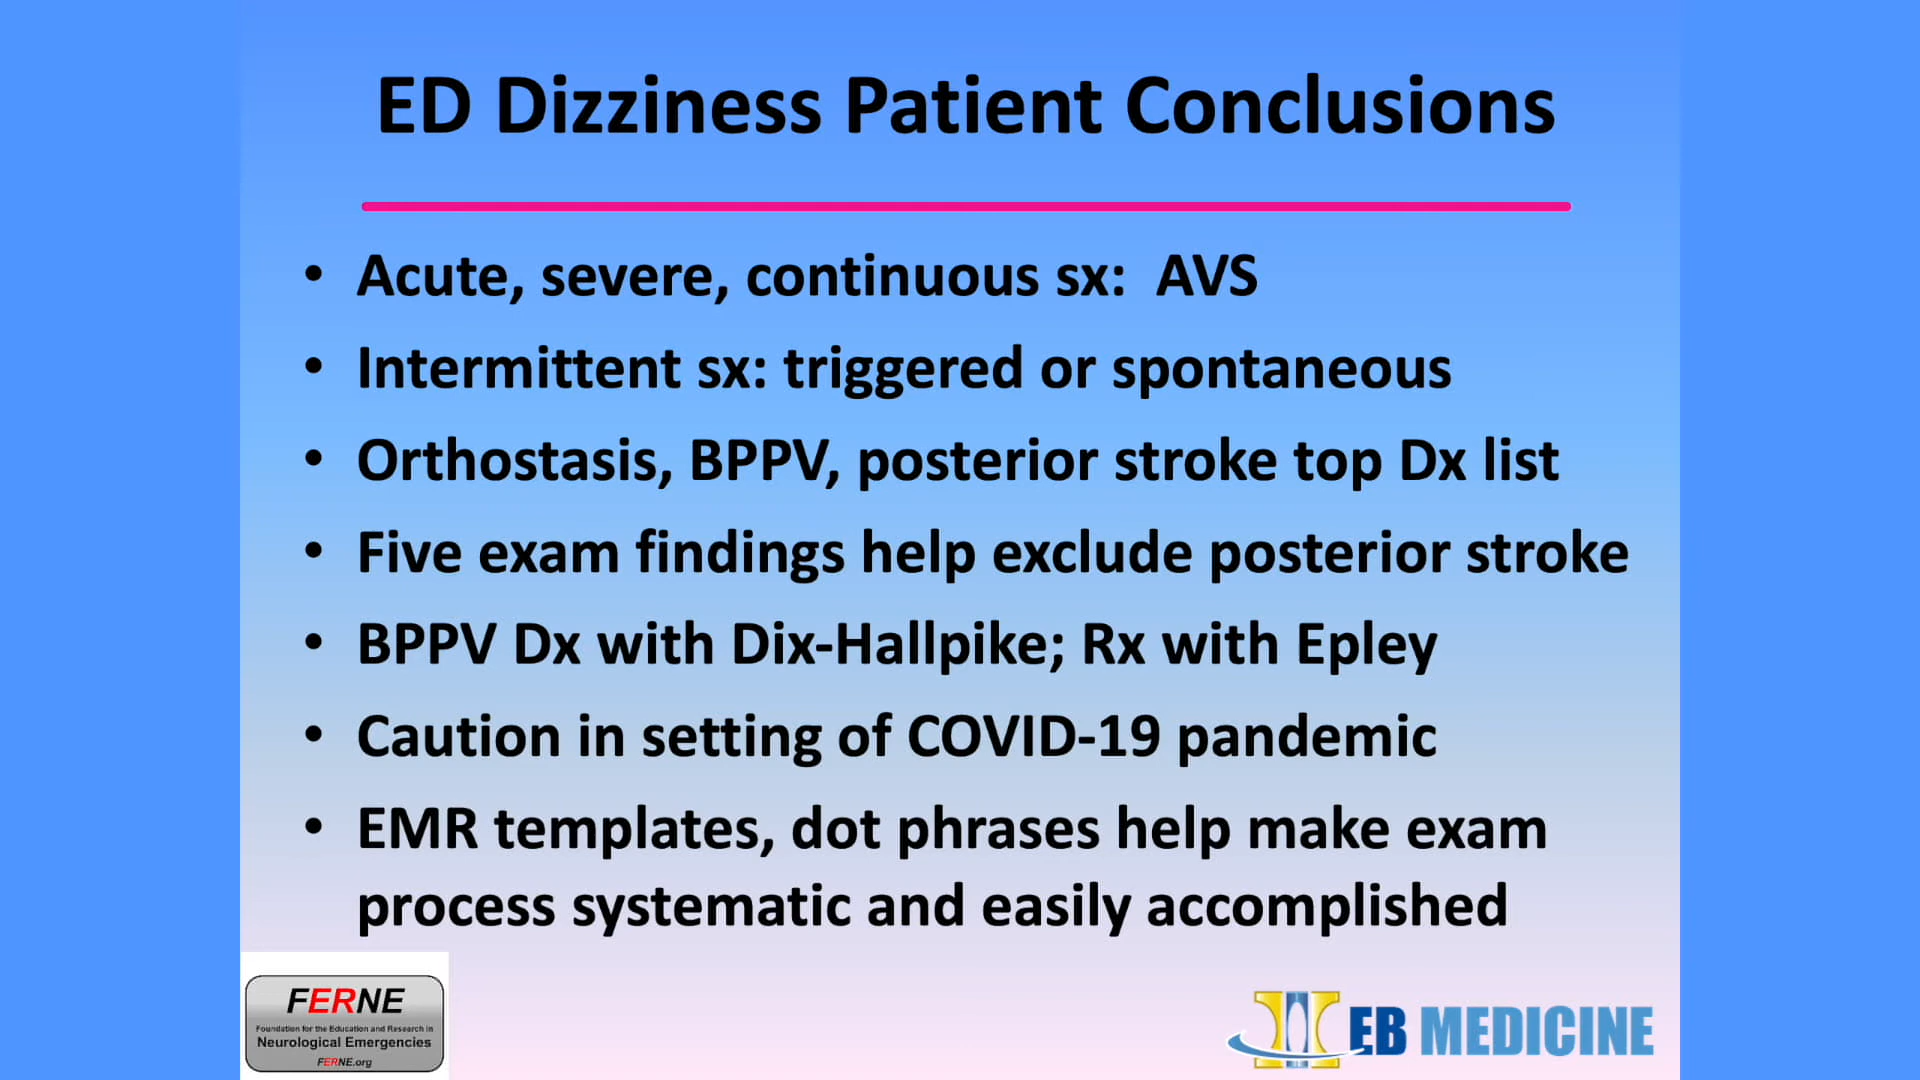 ED Dizziness Patient Conclusions
• Acute, severe, continuous sx:  AVS
• Intermittent sx: triggered or spontaneous
• Orthostasis, BPPV, posterior stroke top Dx list
• Five exam findings help exclude posterior stroke
• BPPV Dx with Dix-Hallpike; Rx with Epley
• Caution in setting of COVID-19 pandemic
• EMR templates, dot phrases help make exam
process systematic and easily accomplished
FERNE
Foundation for the Education and Research in
Neurological Emergencies
FERNE.org
EB MEDICINE